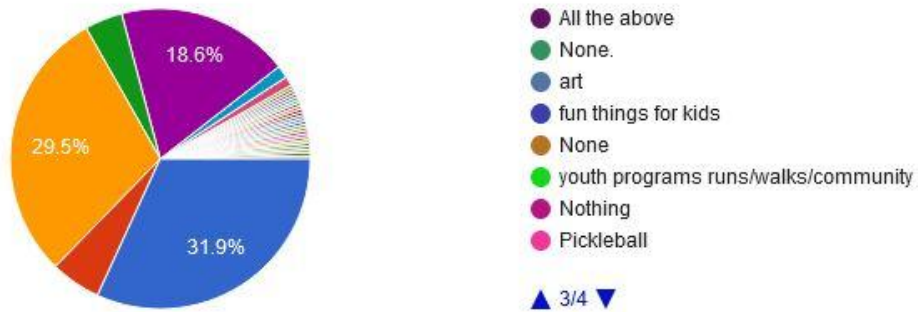 18.6%
29.5%
31.9%
All the above
None.
art
fun things for kids
None
youth programs runs/walks/community
Nothing
Pickleball
3/4